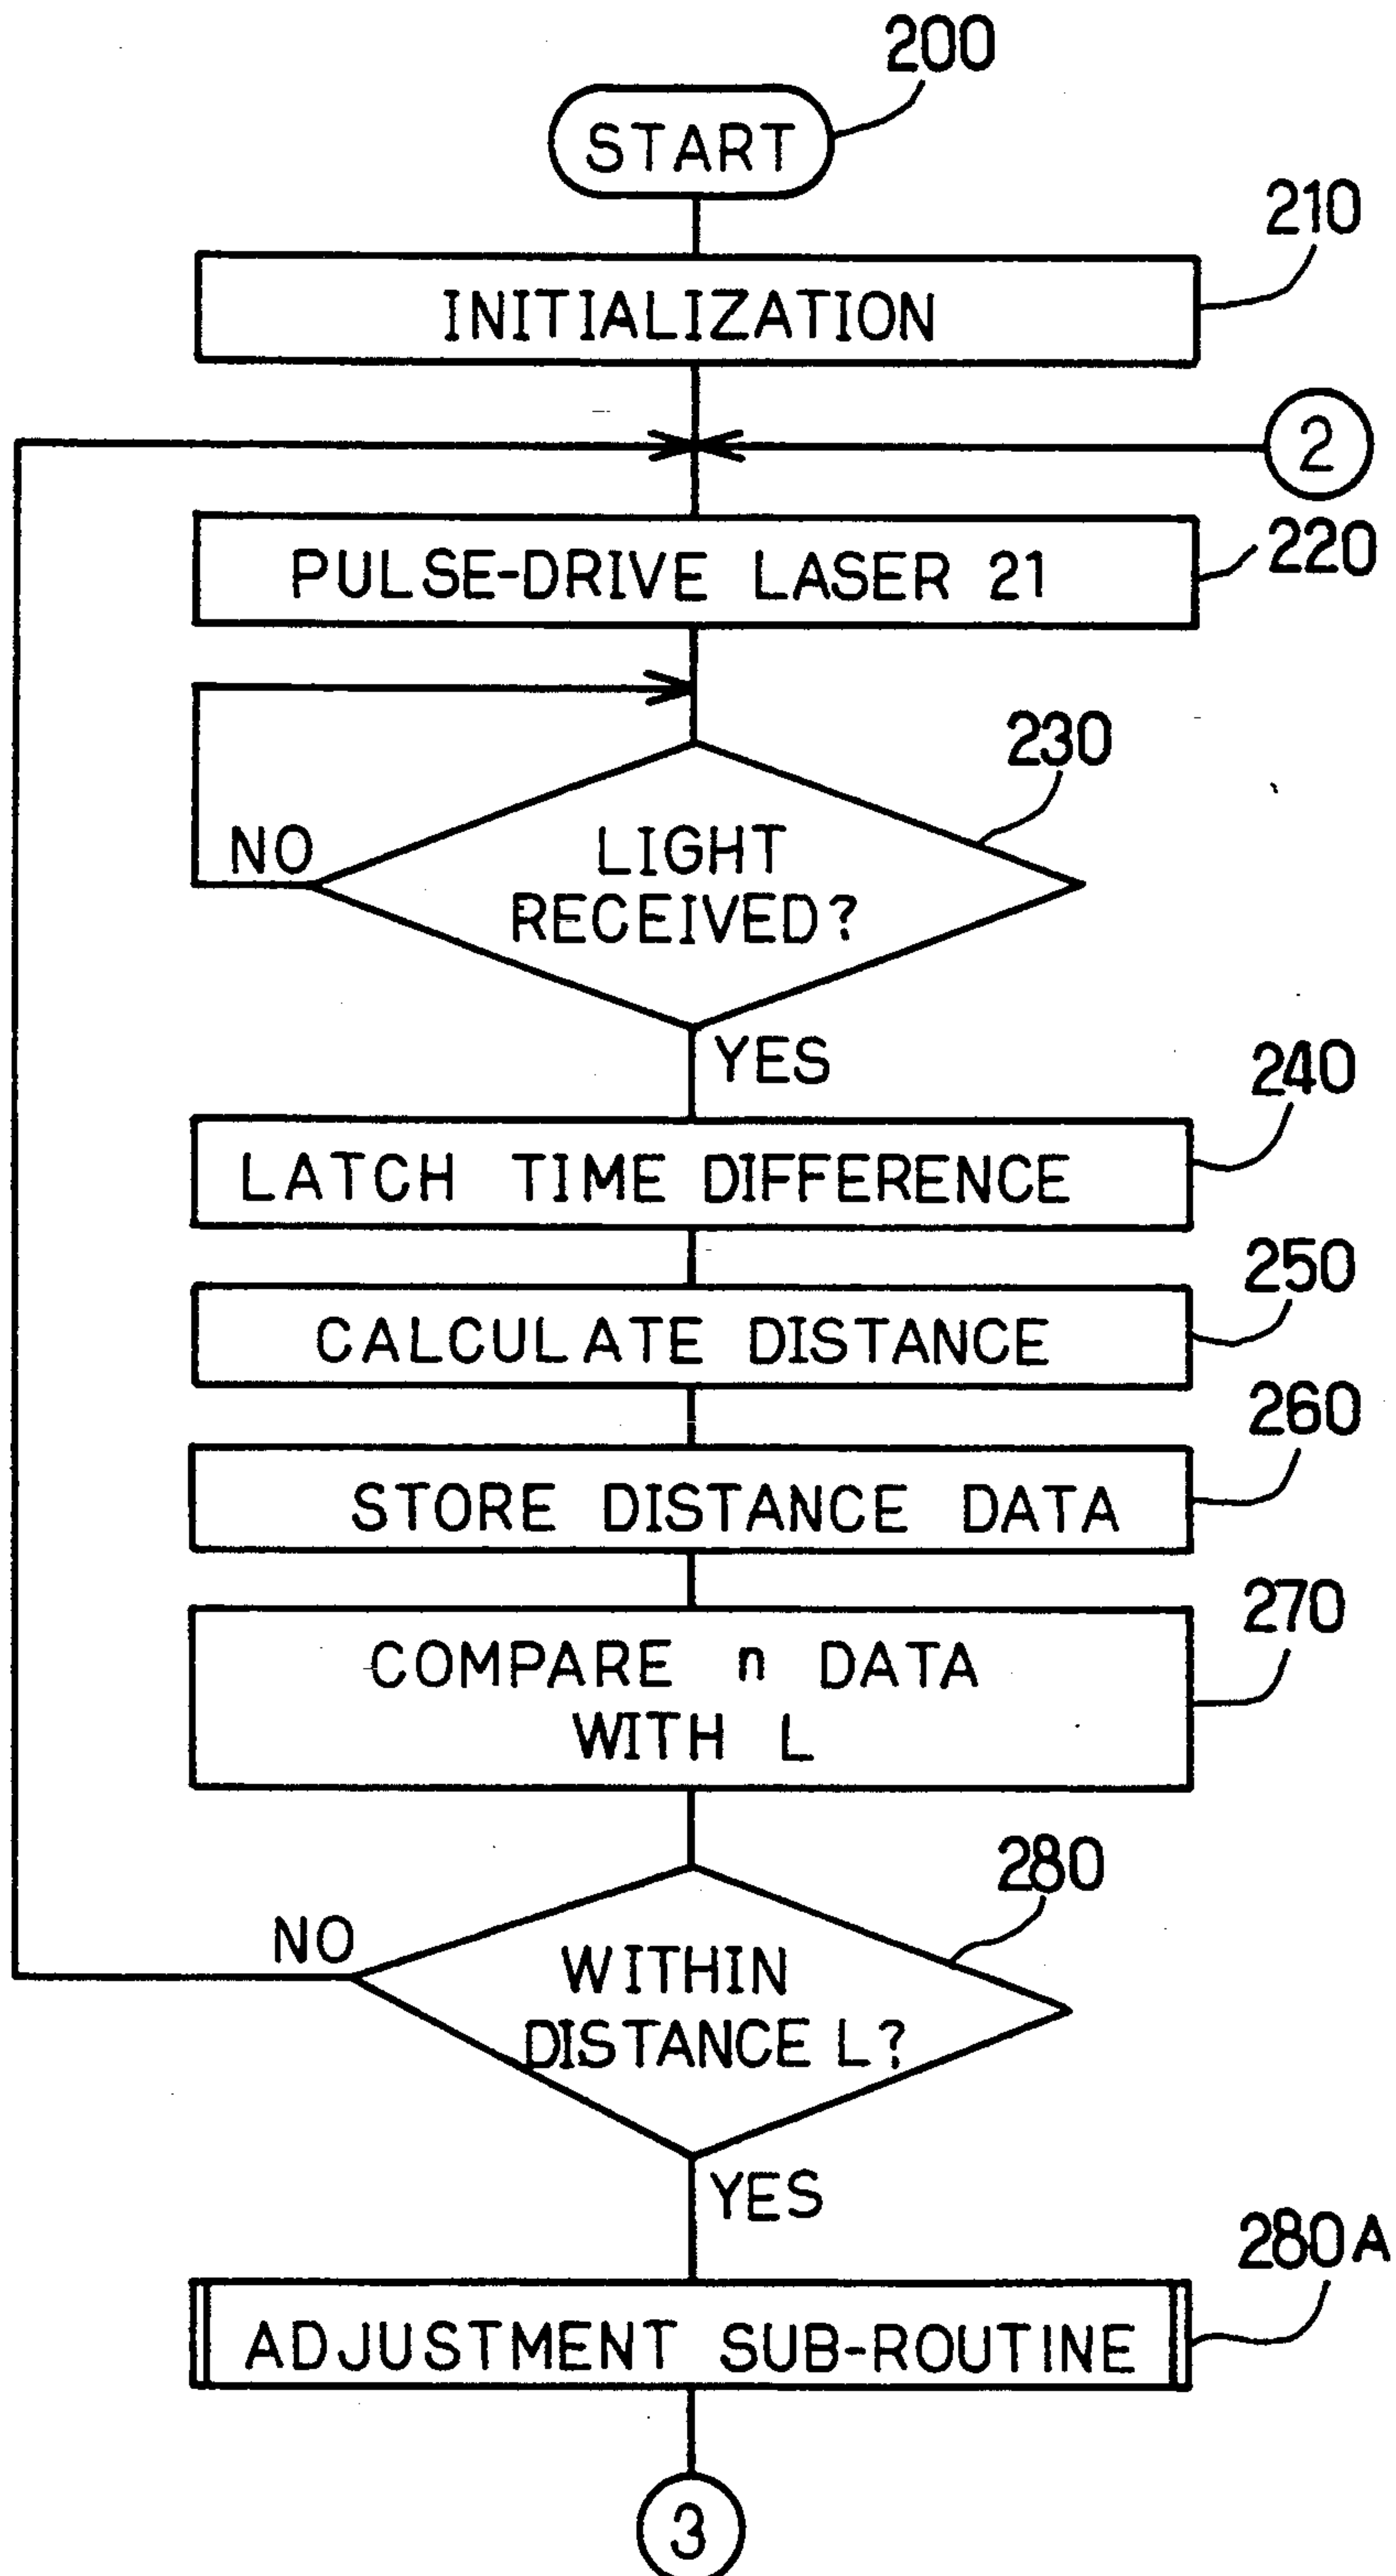 200
START
210
INITIALIZATION
2
220
PULSE-DRIVE LASER 21
230
LIGHT
RECEIVED?
NO
YES
240
LATCH TIME DIFFERENCE
250
CALCULATE DISTANCE
260
STORE DISTANCE DATA
270
COMPARE n DATA
WITH L
280
NO
WITHIN
DISTANCE L?
YES
280A
ADJUSTMENT SUB-ROUTINE
3